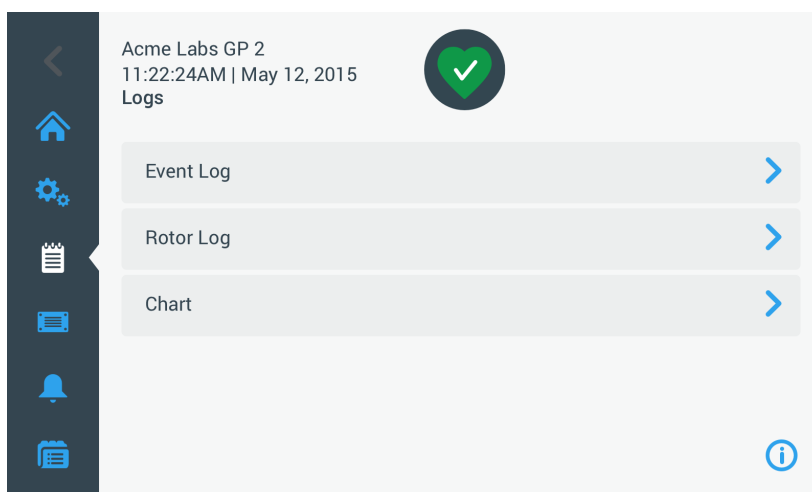 Acme Labs GP 2
11:22:24AM | May 12, 2015
Logs
Event Log
Rotor Log
Chart